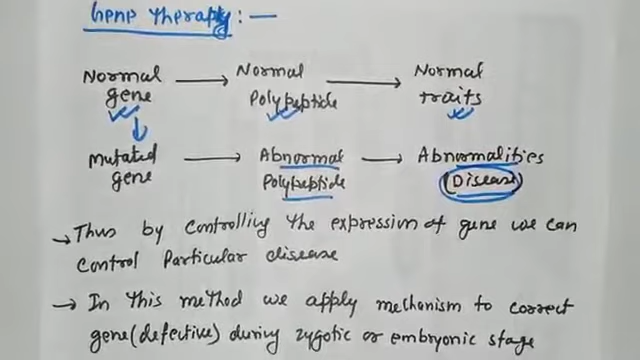 Gene therapy :—
Normal gene → Normal Polypeptide → Normal traits
Mutated gene → Abnormal Polypeptide → Abnormalities (Disease)
→ Thus by controlling the expression of gene we can
control Particular disease
→ In this method we apply mechanism to correct
gene (defective) during zygotic or embryonic stage